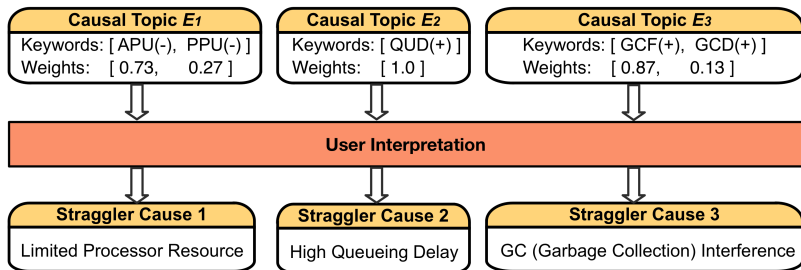 Causal Topic E1
Keywords: [ APU(-), PPU(-) ]
Weights: [ 0.73, 0.27 ]
Causal Topic E2
Keywords: [ QUD(+) ]
Weights: [ 1.0 ]
Causal Topic E3
Keywords: [ GCF(+), GCD(+) ]
Weights: [ 0.87, 0.13 ]
User Interpretation
Straggler Cause 1
Limited Processor Resource
Straggler Cause 2
High Queueing Delay
Straggler Cause 3
GC (Garbage Collection) Interference